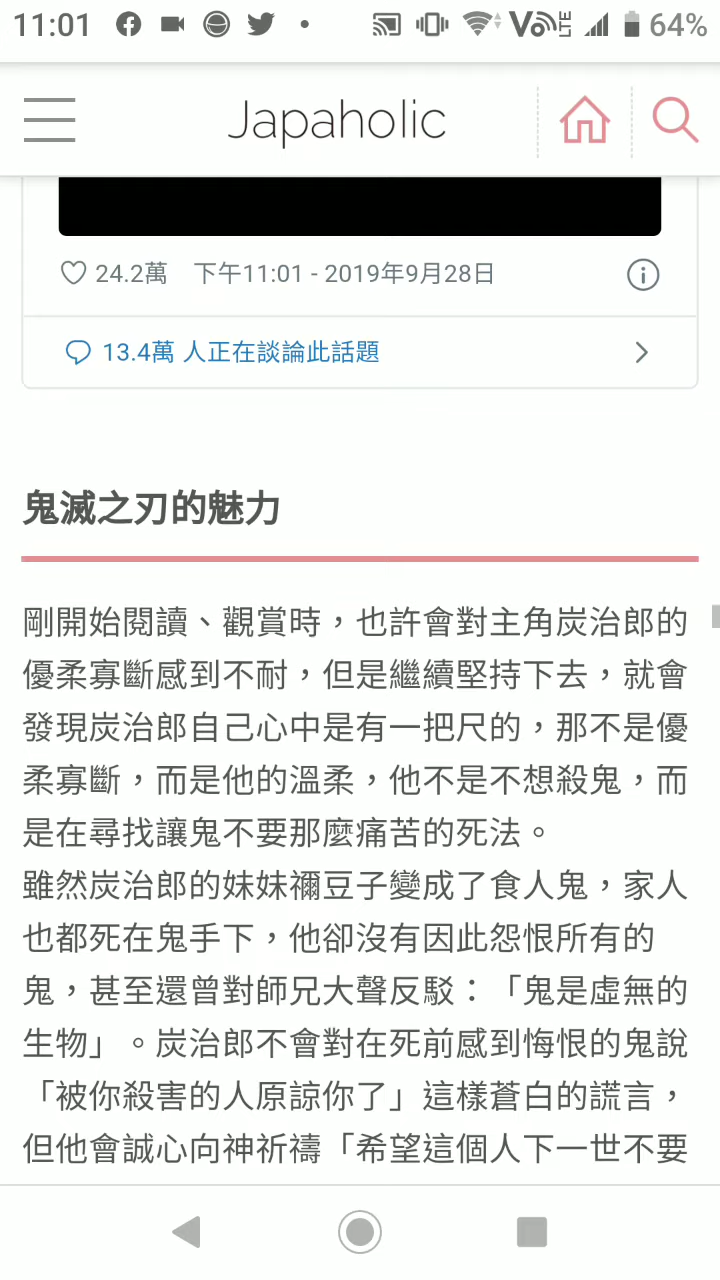 11:01 VoLTE 64%
Japaholic
24.2萬 下午11:01 - 2019年9月28日
13.4萬 人正在談論此話題
鬼滅之刃的魅力
剛開始閱讀、觀賞時，也許會對主角炭治郎的
優柔寡斷感到不耐，但是繼續堅持下去，就會
發現炭治郎自己心中是有一把尺的，那不是優
柔寡斷，而是他的溫柔，他不是不想殺鬼，而
是在尋找讓鬼不要那麼痛苦的死法。
雖然炭治郎的妹妹禰豆子變成了食人鬼，家人
也都死在鬼手下，他卻沒有因此怨恨所有的
鬼，甚至還曾對師兄大聲反駁：「鬼是虛無的
生物」。炭治郎不會對在死前感到悔恨的鬼說
「被你殺害的人原諒你了」這樣蒼白的謊言，
但他會誠心向神祈禱「希望這個人下一世不要